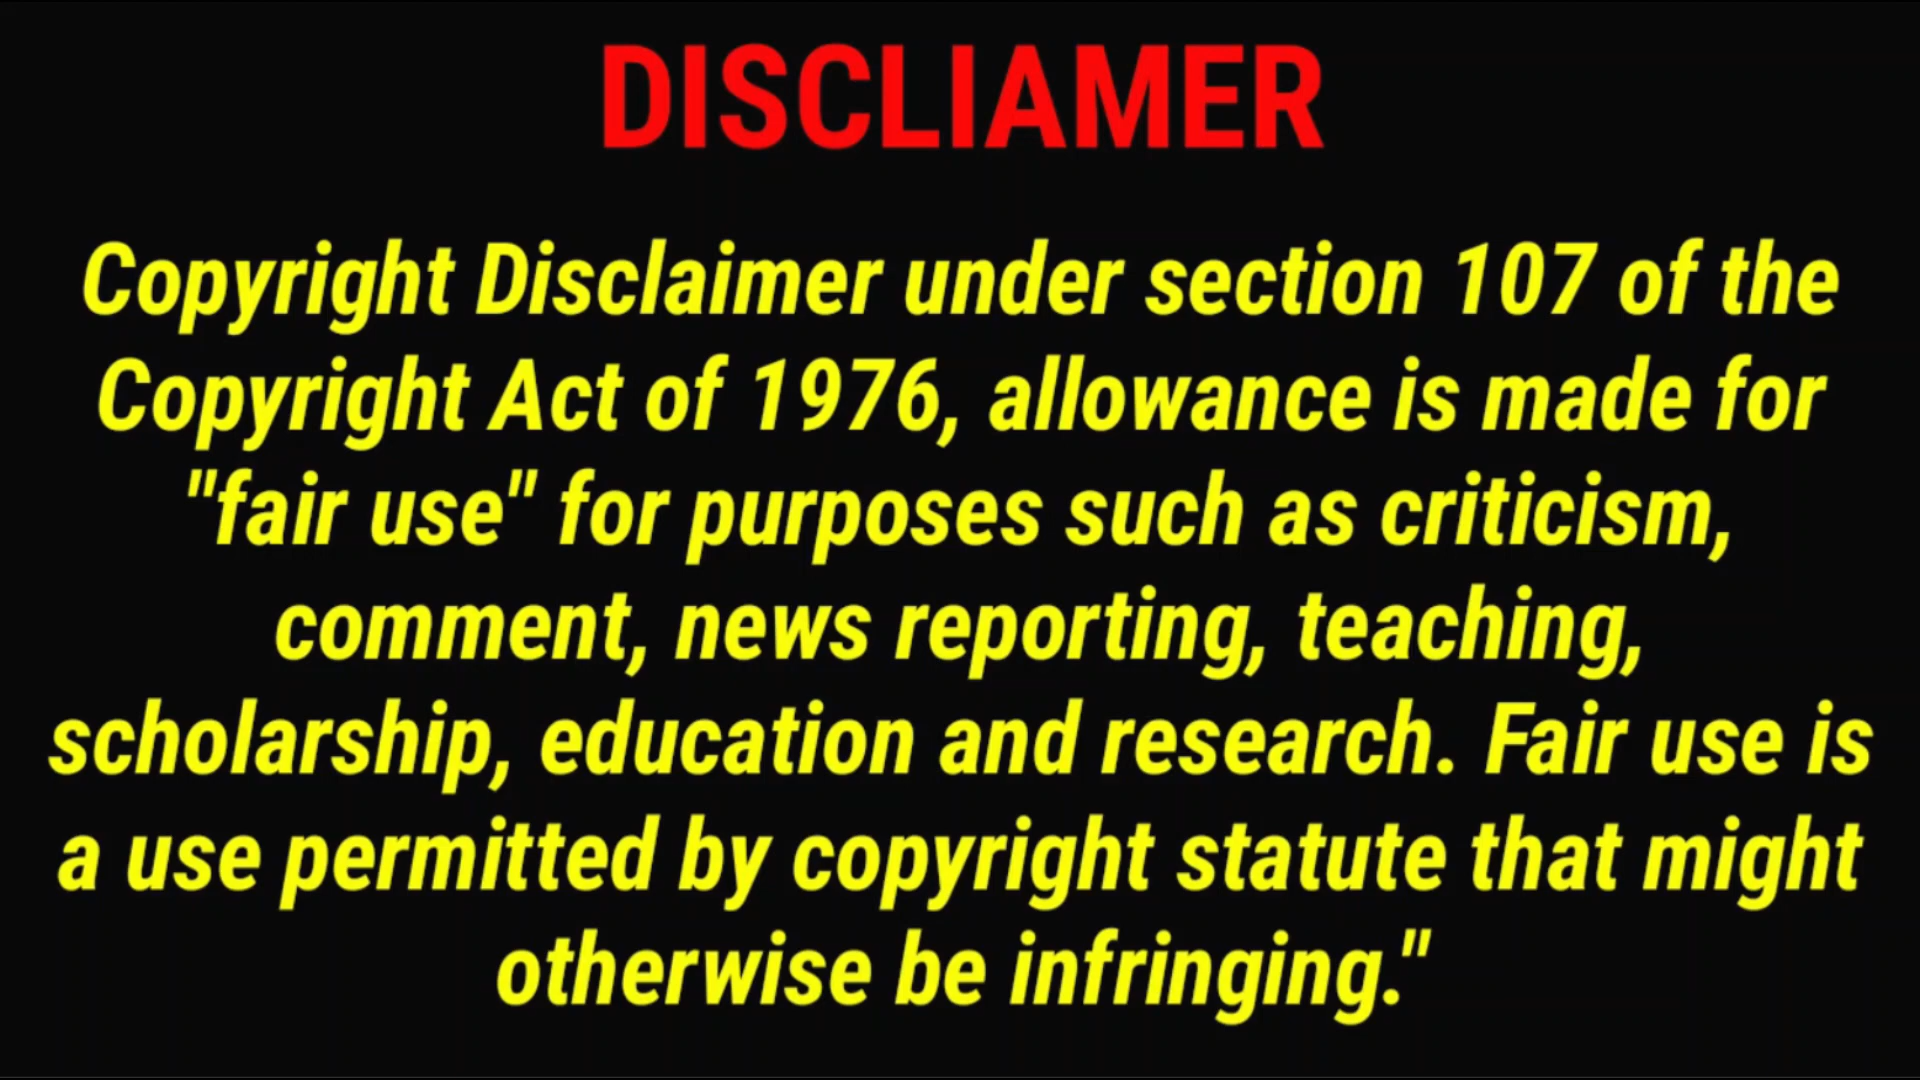 DISCLIAMER
Copyright Disclaimer under section 107 of the
Copyright Act of 1976, allowance is made for
"fair use" for purposes such as criticism,
comment, news reporting, teaching,
scholarship, education and research. Fair use is
a use permitted by copyright statute that might
otherwise be infringing."